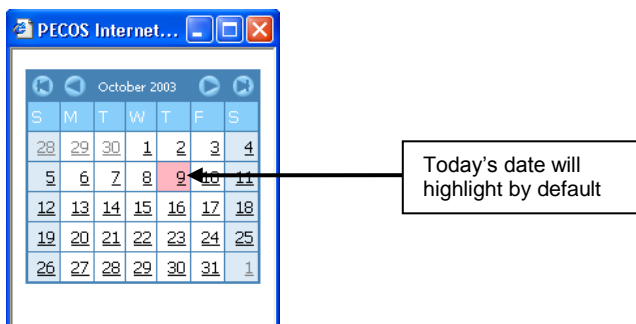 PECOS Internet...
October 2003
S M T W T F S
28 29 30 1 2 3 4
5 6 7 8 9 10 11
12 13 14 15 16 17 18
19 20 21 22 23 24 25
26 27 28 29 30 31 1
Today's date will
highlight by default